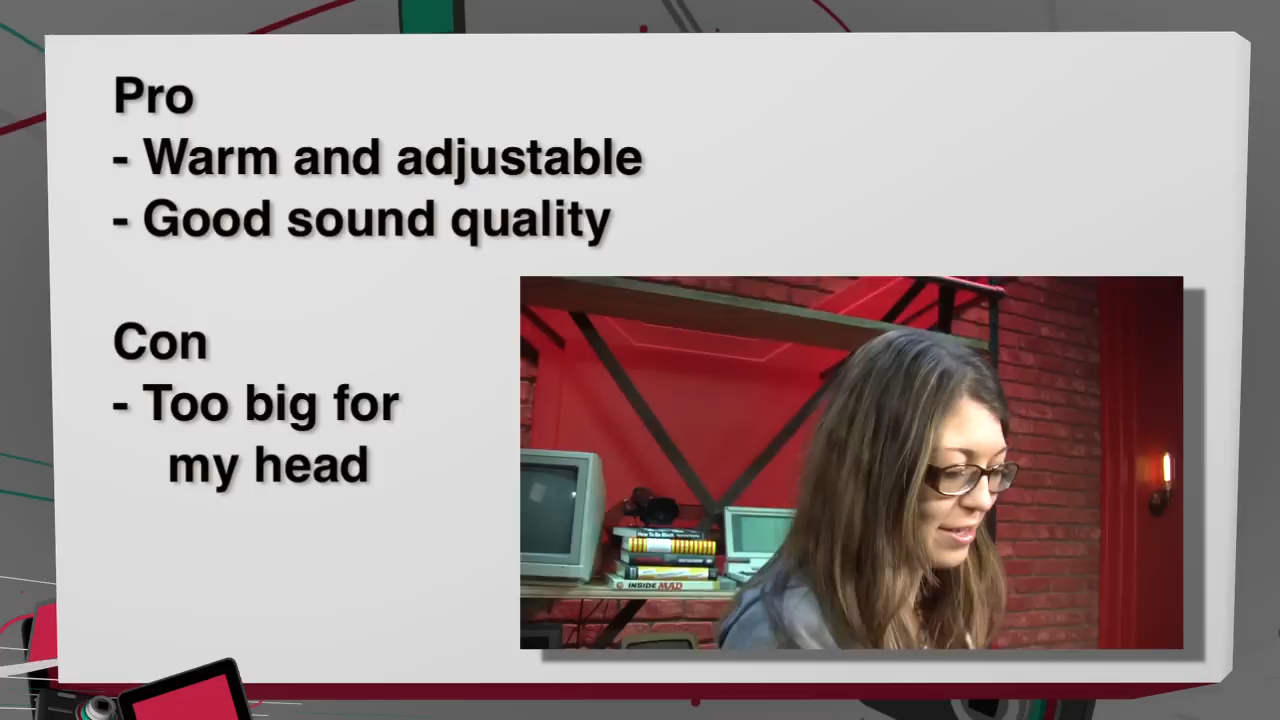 Pro
- Warm and adjustable
- Good sound quality
Con
- Too big for
my head
INSIDE MAD